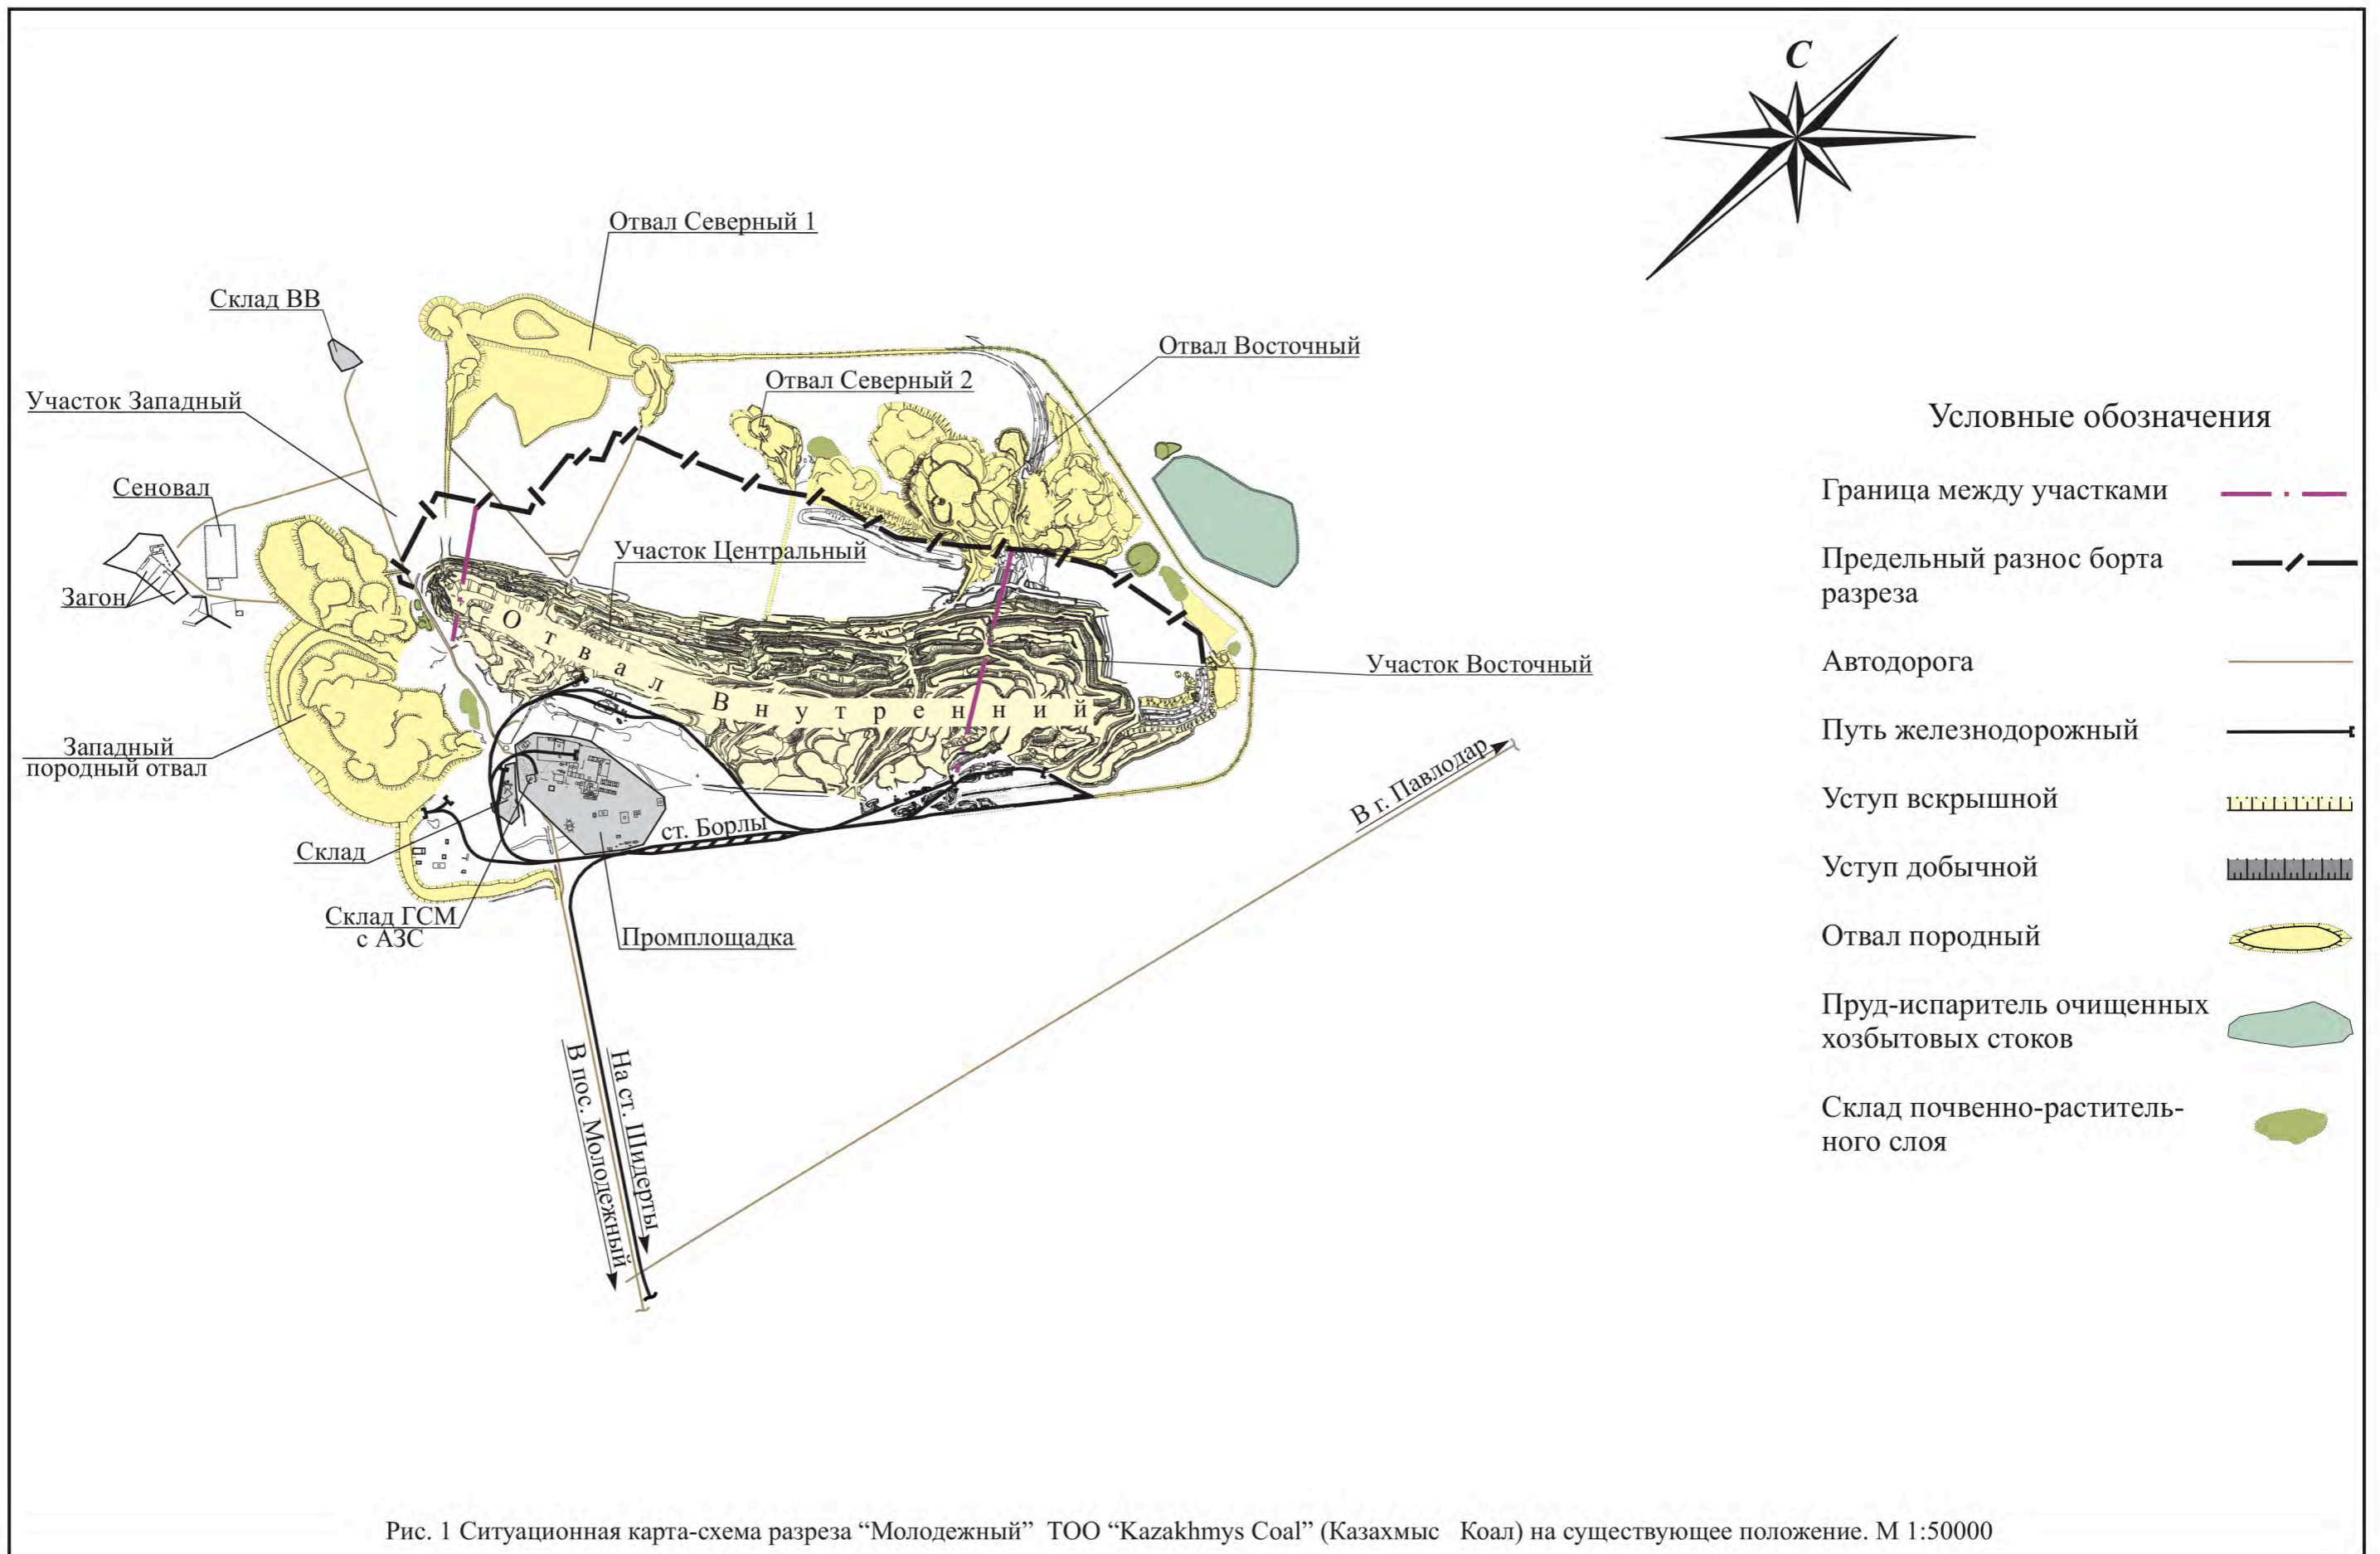 С
Отвал Северный 1
Склад ВВ
Отвал Восточный
Отвал Северный 2
Участок Западный
Сеновал
Участок Центральный
Загон
Отвал Внутренний
Участок Восточный
Западный
породный отвал
В г. Павлодар
ст. Борлы
Склад
Склад ГСМ
с АЗС
Промплощадка
В пос. Молодежный
На ст. Шидерты
Условные обозначения
Граница между участками
Предельный разнос борта
разреза
Автодорога
Путь железнодорожный
Уступ вскрышной
Уступ добычной
Отвал породный
Пруд-испаритель очищенных
хозбытовых стоков
Склад почвенно-раститель-
ного слоя
Рис. 1 Ситуационная карта-схема разреза “Молодежный” ТОО “Kazakhmys Coal” (Казахмыс Коал) на существующее положение. М 1:50000